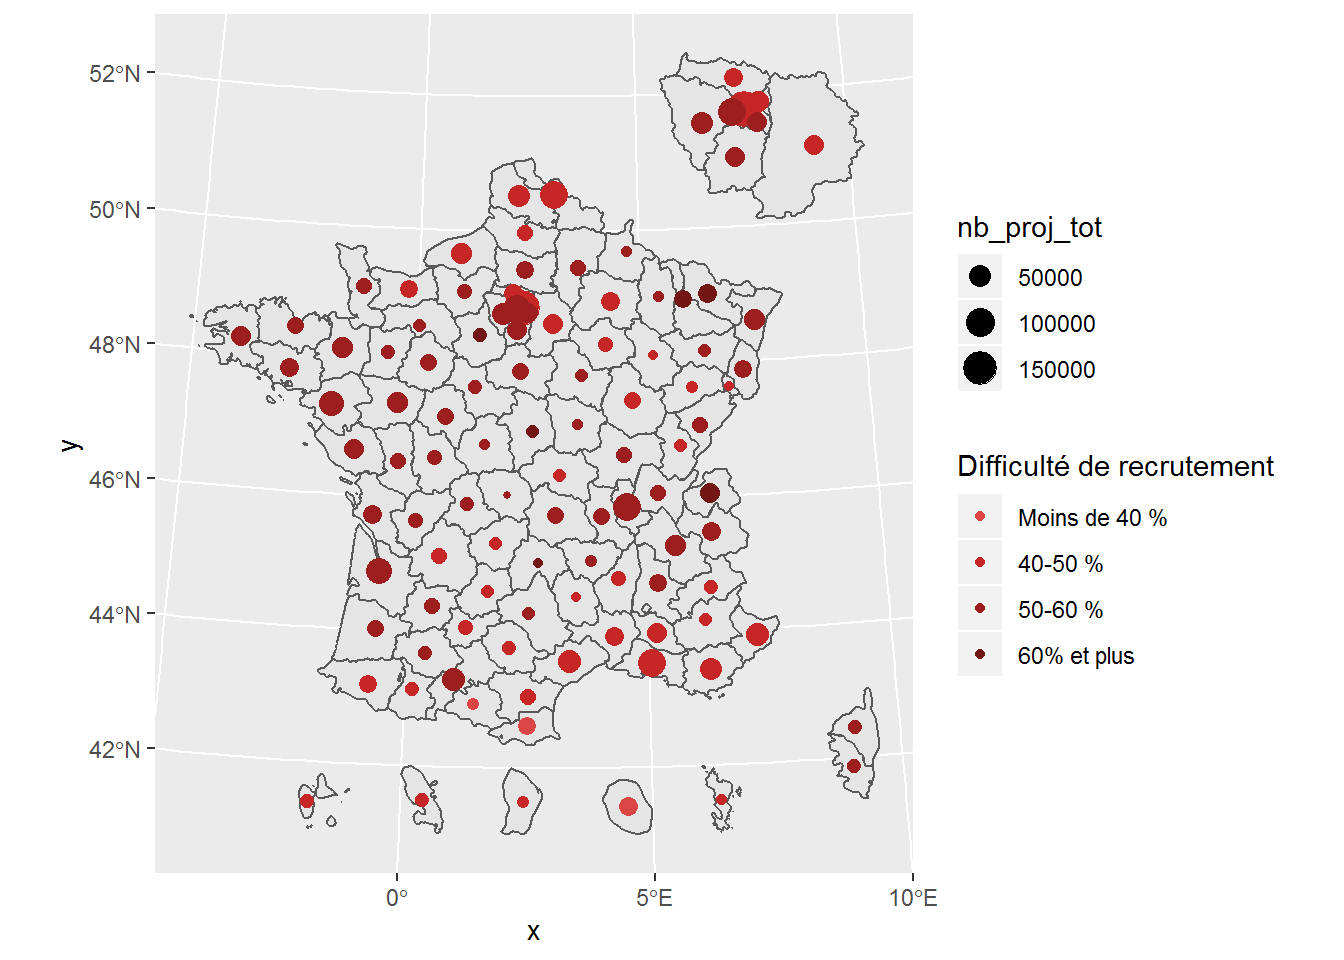 52°N
50°N
48°N
46°N
44°N
42°N
y
0°
5°E
10°E
x
nb_proj_tot
50000
100000
150000
Difficulté de recrutement
Moins de 40 %
40-50 %
50-60 %
60% et plus